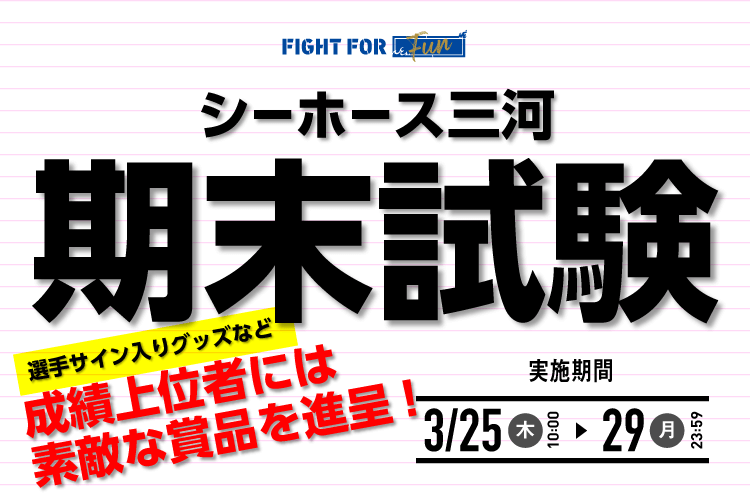 FIGHT FOR Fun
シーホース三河
期末試験
選手サイン入りグッズなど
成績上位者には
素敵な賞品を進呈！
実施期間
3/25 木 10:00 ▶ 29 月 23:59